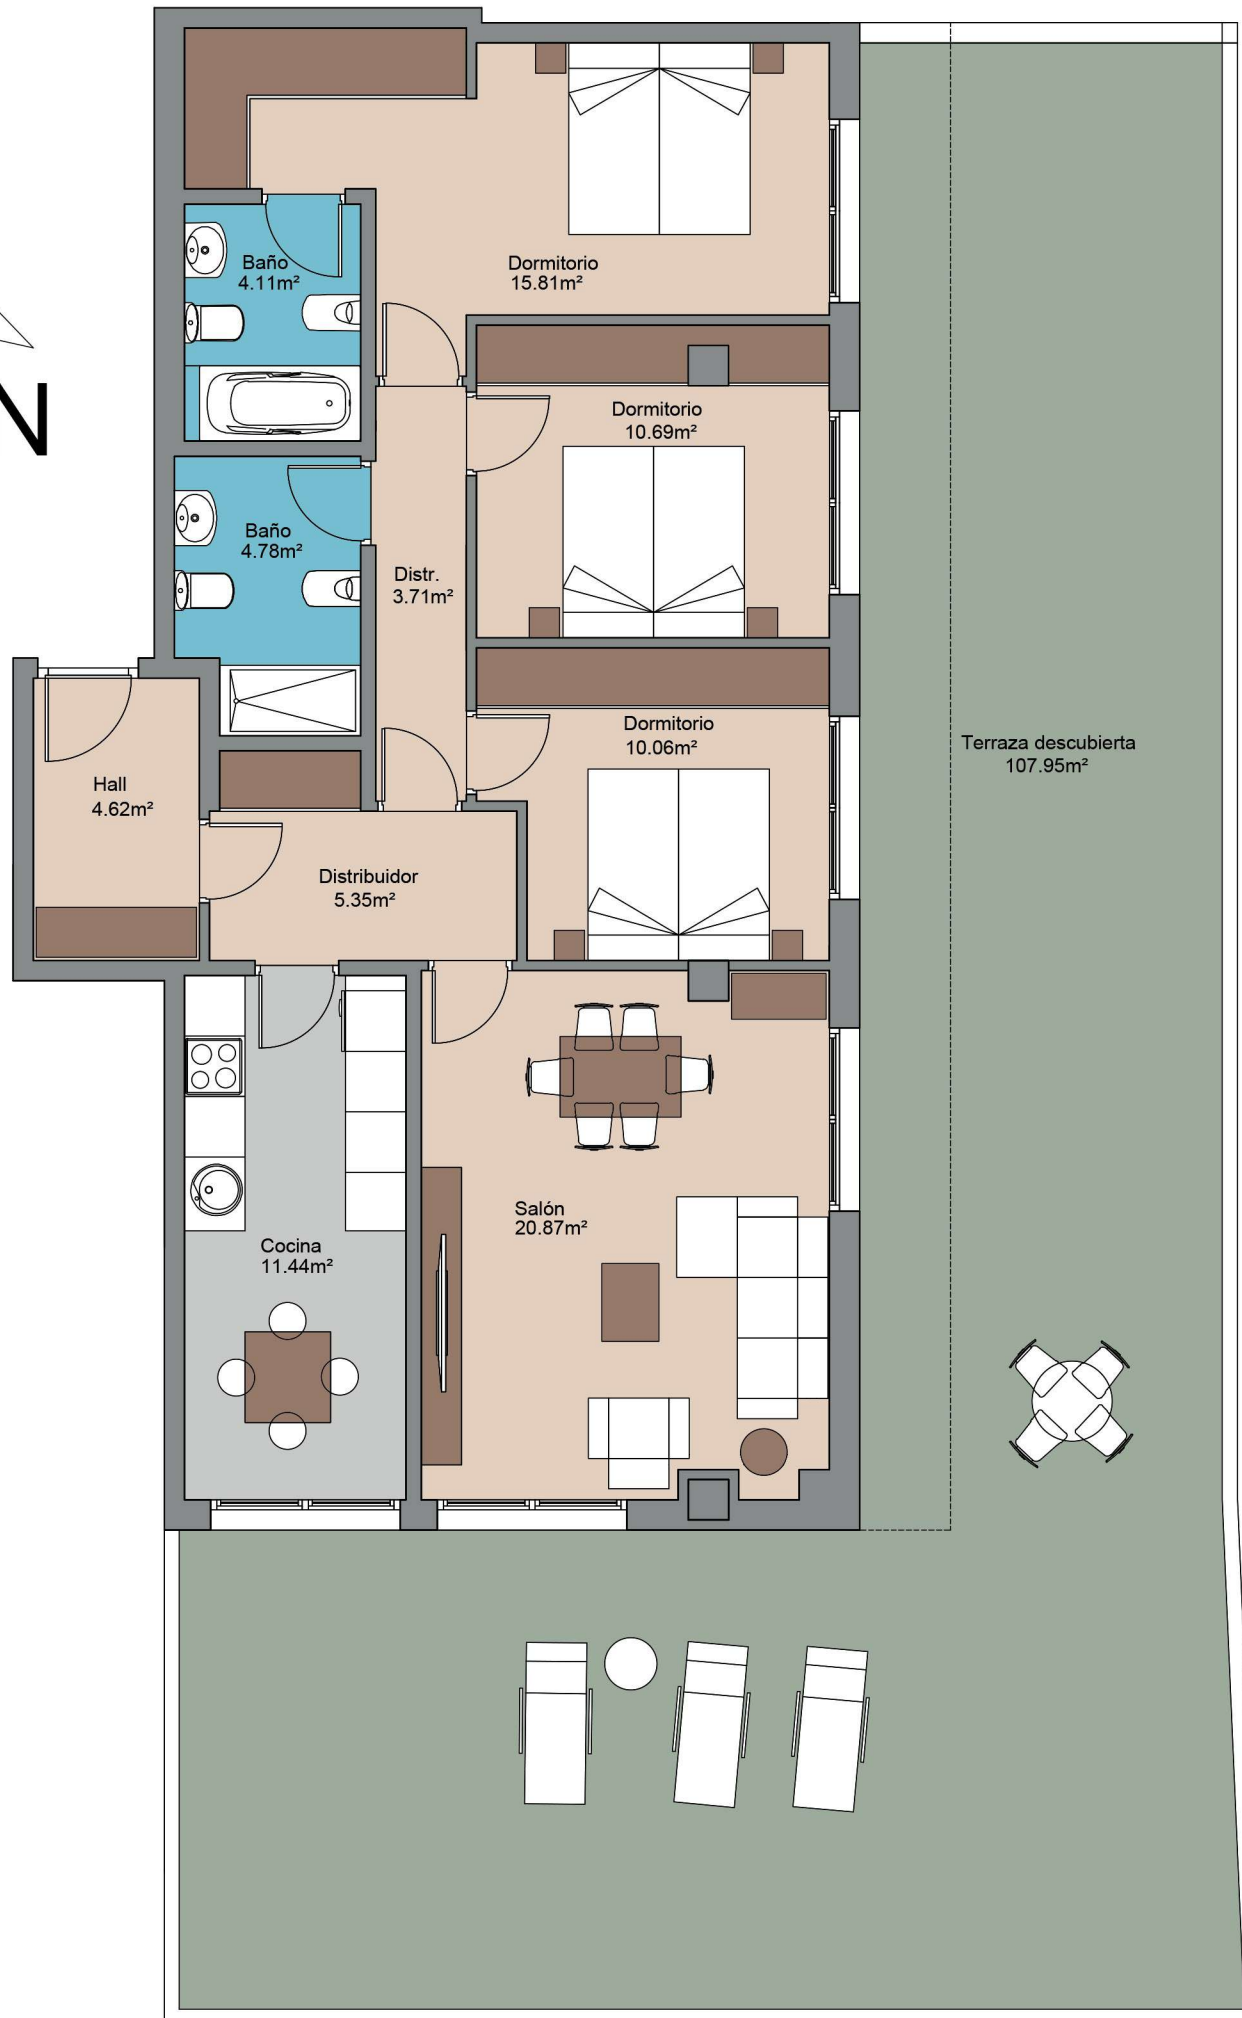 Baño
4.11m²
Dormitorio
15.81m²
N
Dormitorio
10.69m²
Baño
4.78m²
Distr.
3.71m²
Dormitorio
10.06m²
Terraza descubierta
107.95m²
Hall
4.62m²
Distribuidor
5.35m²
Salón
20.87m²
Cocina
11.44m²